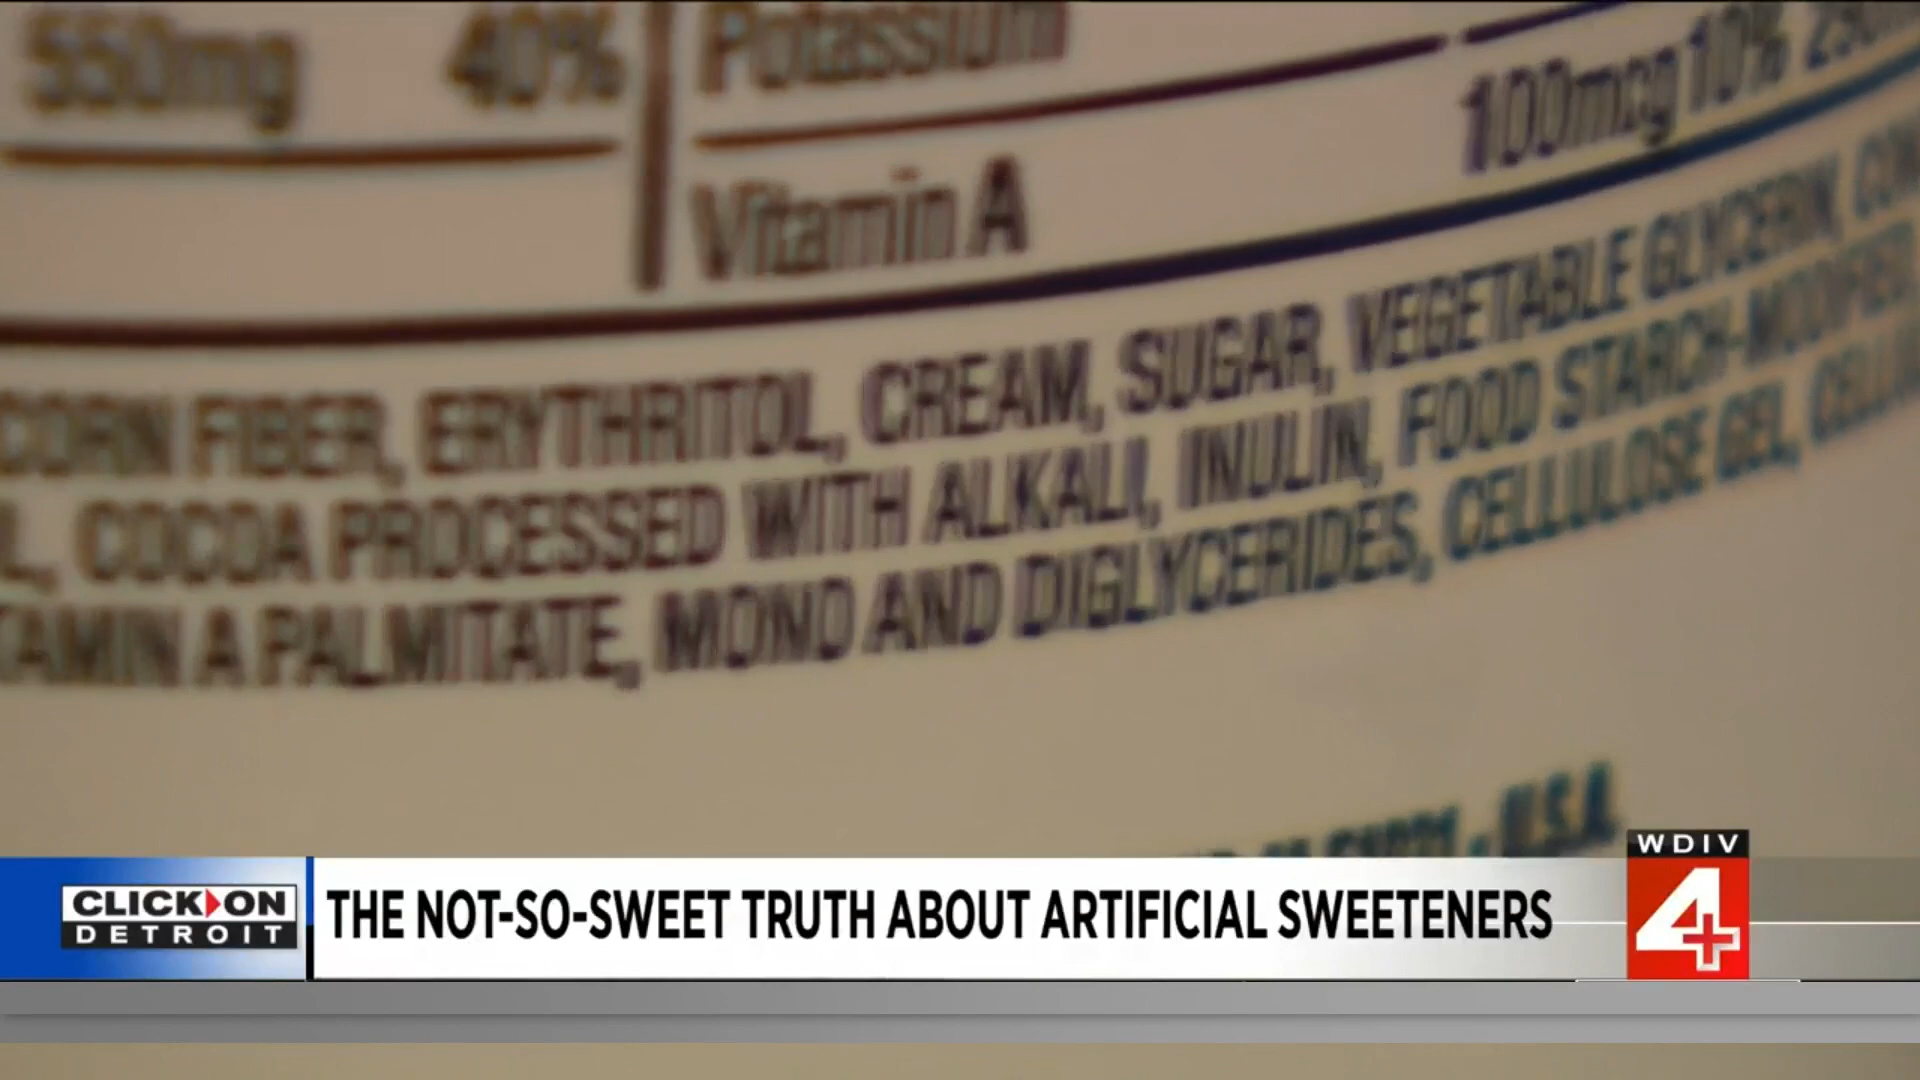 550mg 40% Potassium
100mcg 10%
Vitamin A
CORN FIBER, ERYTHRITOL, CREAM, SUGAR, VEGETABLE GLYCERIN,
L, COCOA PROCESSED WITH ALKALI, INULIN, FOOD STARCH-MODIFIED,
TAMIN A PALMITATE, MONO AND DIGLYCERIDES, CELLULOSE GEL,
U.S.A.
WDIV
4+
CLICK ON
DETROIT
THE NOT-SO-SWEET TRUTH ABOUT ARTIFICIAL SWEETENERS